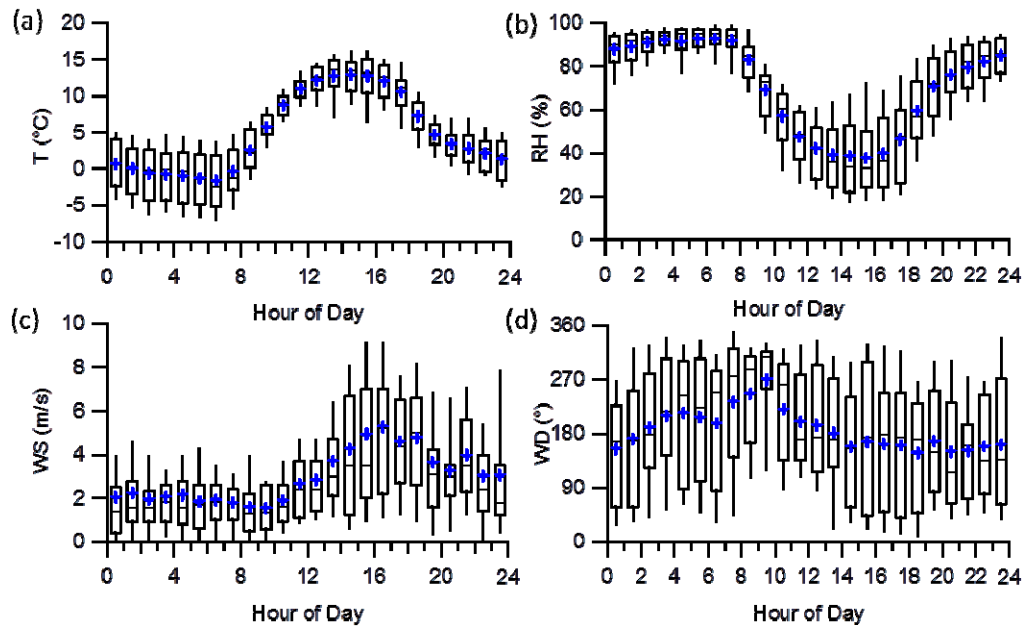 (a)
T (°C)
20
15
10
5
0
-5
-10
0 4 8 12 16 20 24
Hour of Day
(b)
RH (%)
100
80
60
40
20
0
0 2 4 6 8 10 12 14 16 18 20 22 24
Hour of Day
(c)
WS (m/s)
10
8
6
4
2
0
0 4 8 12 16 20 24
Hour of Day
(d)
WD (°)
360
270
180
90
0
0 2 4 6 8 10 12 14 16 18 20 22 24
Hour of Day